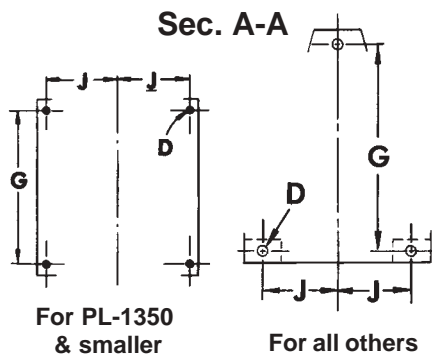 Sec. A-A
J J
D
G
For PL-1350
& smaller
G
D
J J
For all others